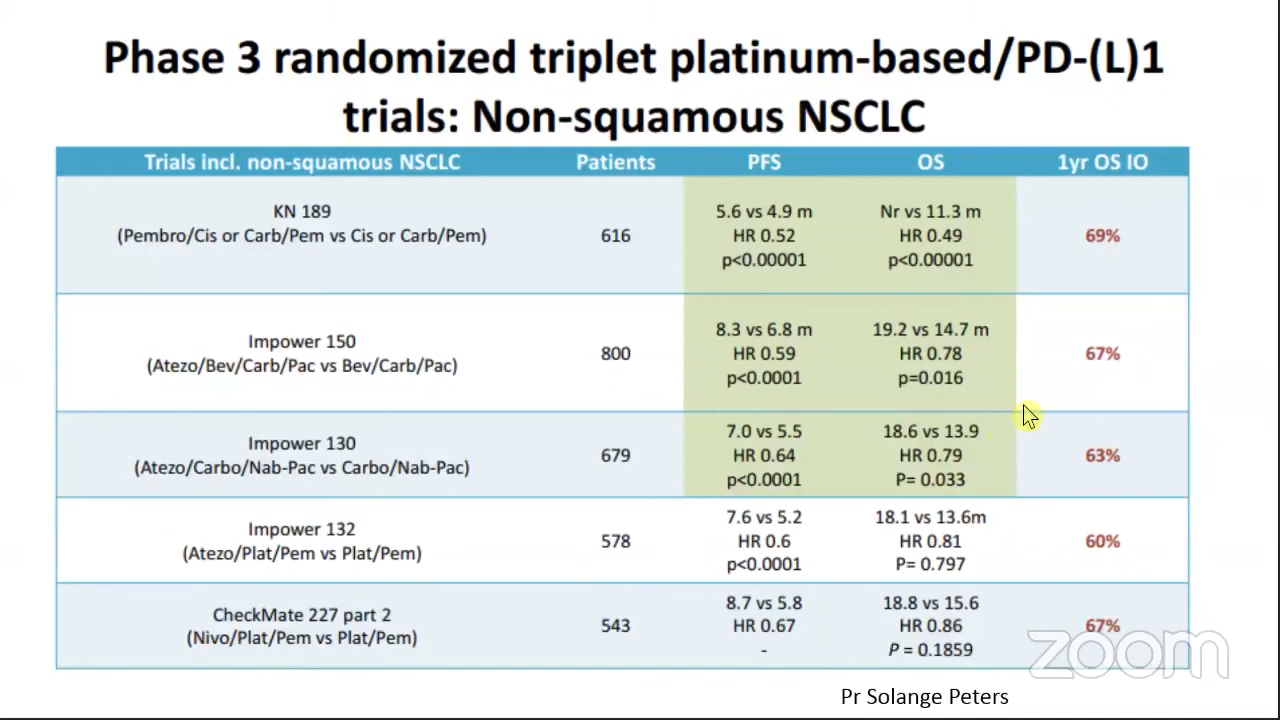 Phase 3 randomized triplet platinum-based/PD-(L)1
trials: Non-squamous NSCLC
Trials incl. non-squamous NSCLC Patients PFS OS 1yr OS IO
KN 189
(Pembro/Cis or Carb/Pem vs Cis or Carb/Pem)
616
5.6 vs 4.9 m
HR 0.52
p<0.00001
Nr vs 11.3 m
HR 0.49
p<0.00001
69%
Impower 150
(Atezo/Bev/Carb/Pac vs Bev/Carb/Pac)
800
8.3 vs 6.8 m
HR 0.59
p<0.0001
19.2 vs 14.7 m
HR 0.78
p=0.016
67%
Impower 130
(Atezo/Carbo/Nab-Pac vs Carbo/Nab-Pac)
679
7.0 vs 5.5
HR 0.64
p<0.0001
18.6 vs 13.9
HR 0.79
P= 0.033
63%
Impower 132
(Atezo/Plat/Pem vs Plat/Pem)
578
7.6 vs 5.2
HR 0.6
p<0.0001
18.1 vs 13.6m
HR 0.81
P= 0.797
60%
CheckMate 227 part 2
(Nivo/Plat/Pem vs Plat/Pem)
543
8.7 vs 5.8
HR 0.67
-
18.8 vs 15.6
HR 0.86
P = 0.1859
67%
zoom
Pr Solange Peters